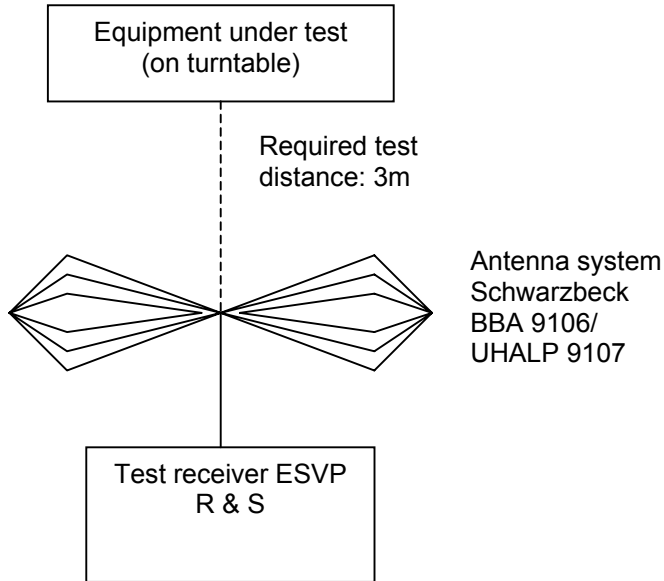 Equipment under test
(on turntable)
Required test
distance: 3m
Antenna system
Schwarzbeck
BBA 9106/
UHALP 9107
Test receiver ESVP
R & S